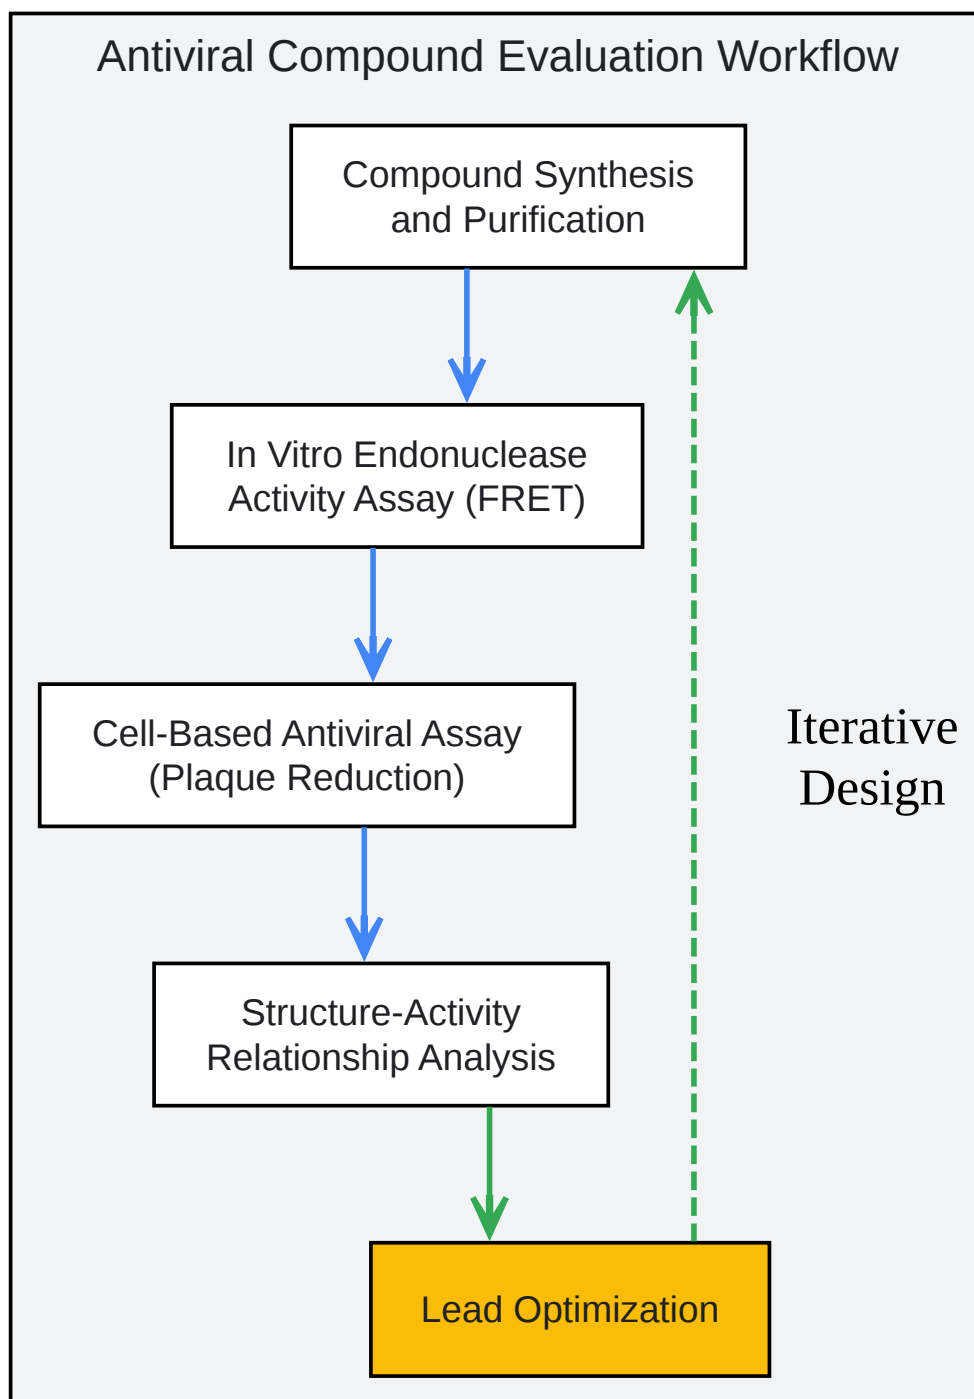 Antiviral Compound Evaluation Workflow
Compound Synthesis
and Purification
In Vitro Endonuclease
Activity Assay (FRET)
Cell-Based Antiviral Assay
(Plaque Reduction)
Iterative
Design
Structure-Activity
Relationship Analysis
Lead Optimization